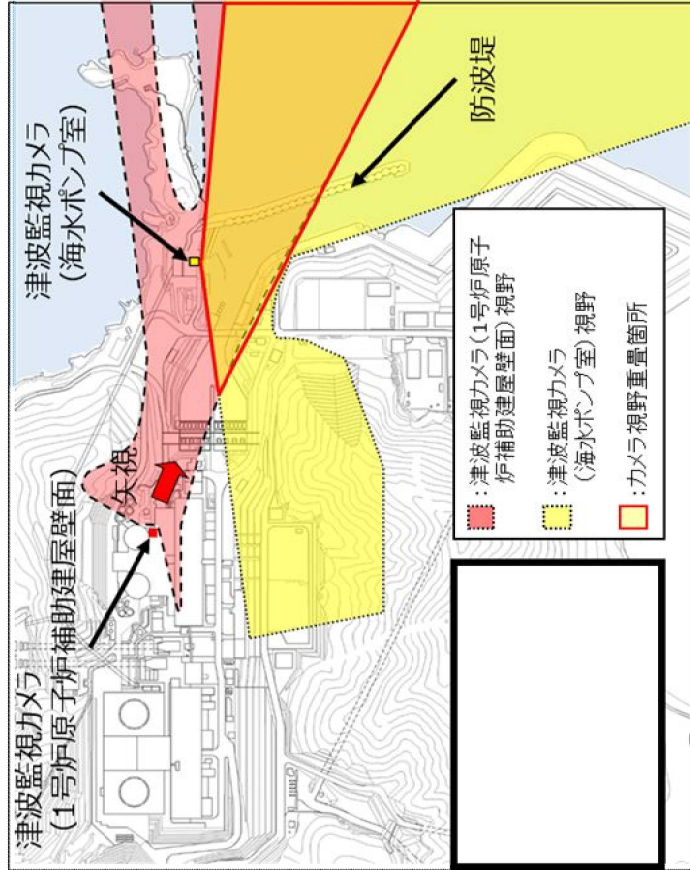 津波監視カメラ
(1号炉原子炉補助建屋壁面)
矢視
津波監視カメラ
(海水ポンプ室)
防波堤
:津波監視カメラ(1号炉原子
炉補助建屋壁面)視野
:津波監視カメラ
(海水ポンプ室)視野
:カメラ視野重畳箇所